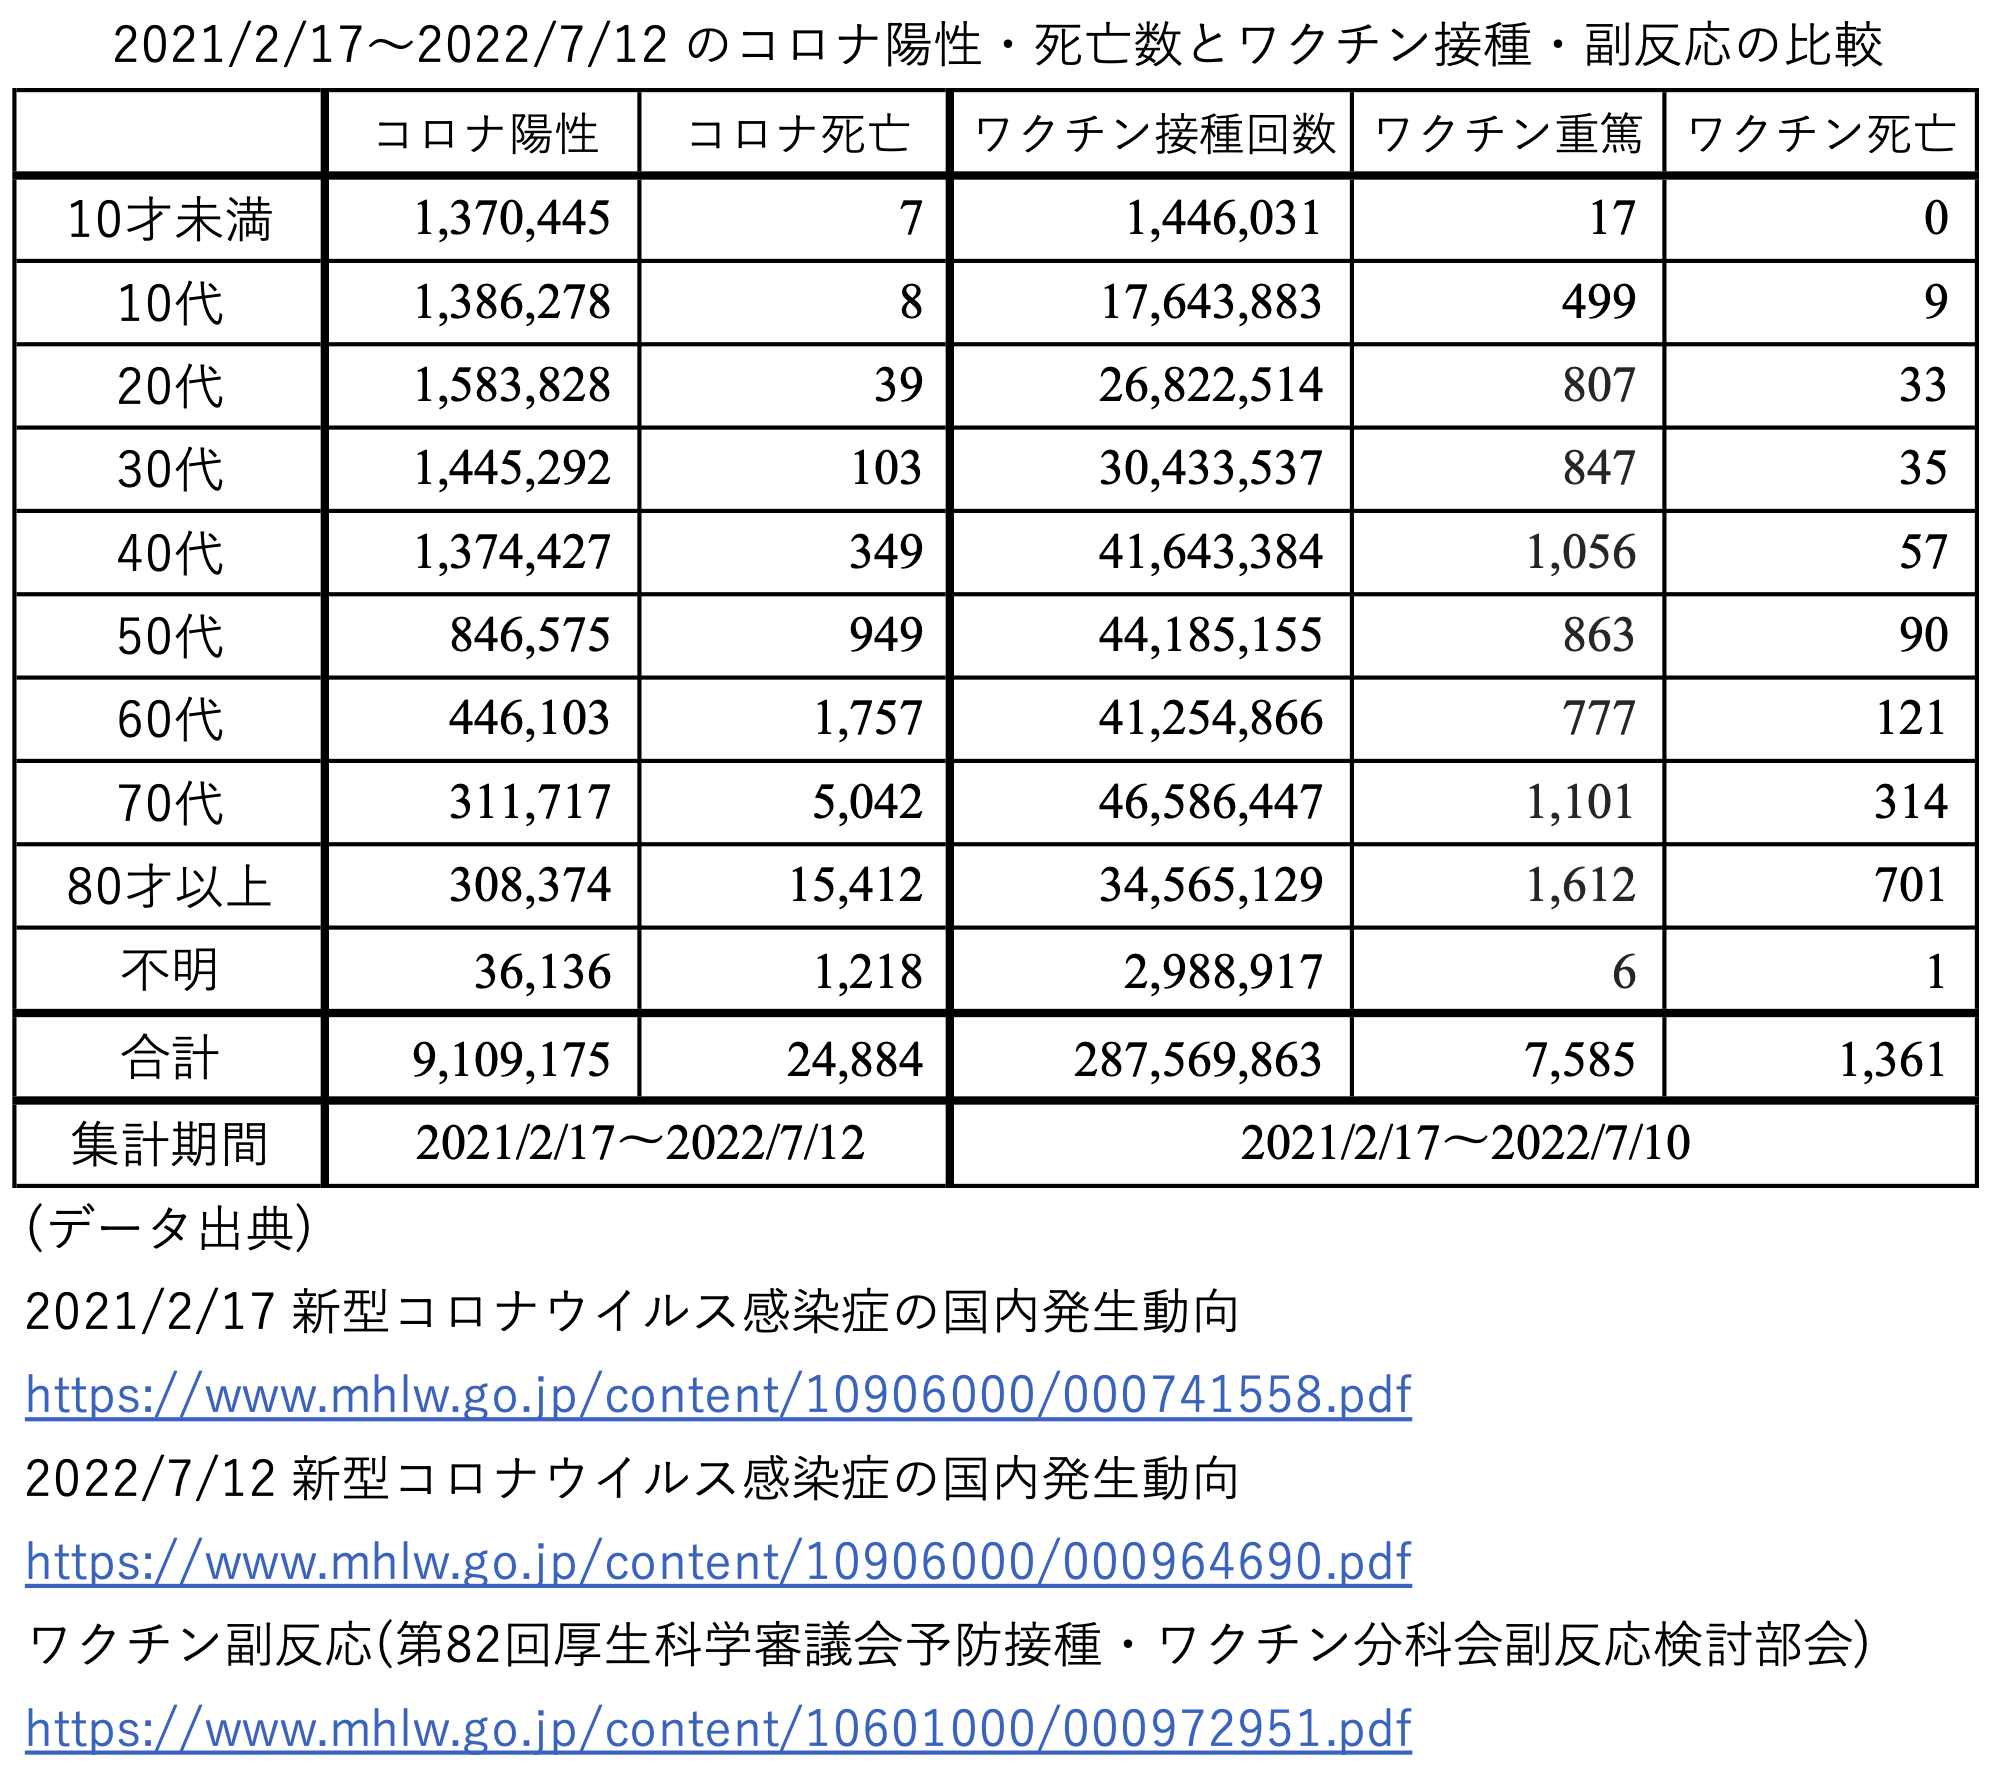 2021/2/17～2022/7/12 のコロナ陽性・死亡数とワクチン接種・副反応の比較
コロナ陽性 コロナ死亡 ワクチン接種回数 ワクチン重篤 ワクチン死亡
10才未満 1,370,445 7 1,446,031 17 0
10代 1,386,278 8 17,643,883 499 9
20代 1,583,828 39 26,822,514 807 33
30代 1,445,292 103 30,433,537 847 35
40代 1,374,427 349 41,643,384 1,056 57
50代 846,575 949 44,185,155 863 90
60代 446,103 1,757 41,254,866 777 121
70代 311,717 5,042 46,586,447 1,101 314
80才以上 308,374 15,412 34,565,129 1,612 701
不明 36,136 1,218 2,988,917 6 1
合計 9,109,175 24,884 287,569,863 7,585 1,361
集計期間 2021/2/17～2022/7/12 2021/2/17～2022/7/10
(データ出典)
2021/2/17 新型コロナウイルス感染症の国内発生動向
https://www.mhlw.go.jp/content/10906000/000741558.pdf
2022/7/12 新型コロナウイルス感染症の国内発生動向
https://www.mhlw.go.jp/content/10906000/000964690.pdf
ワクチン副反応(第82回厚生科学審議会予防接種・ワクチン分科会副反応検討部会)
https://www.mhlw.go.jp/content/10601000/000972951.pdf